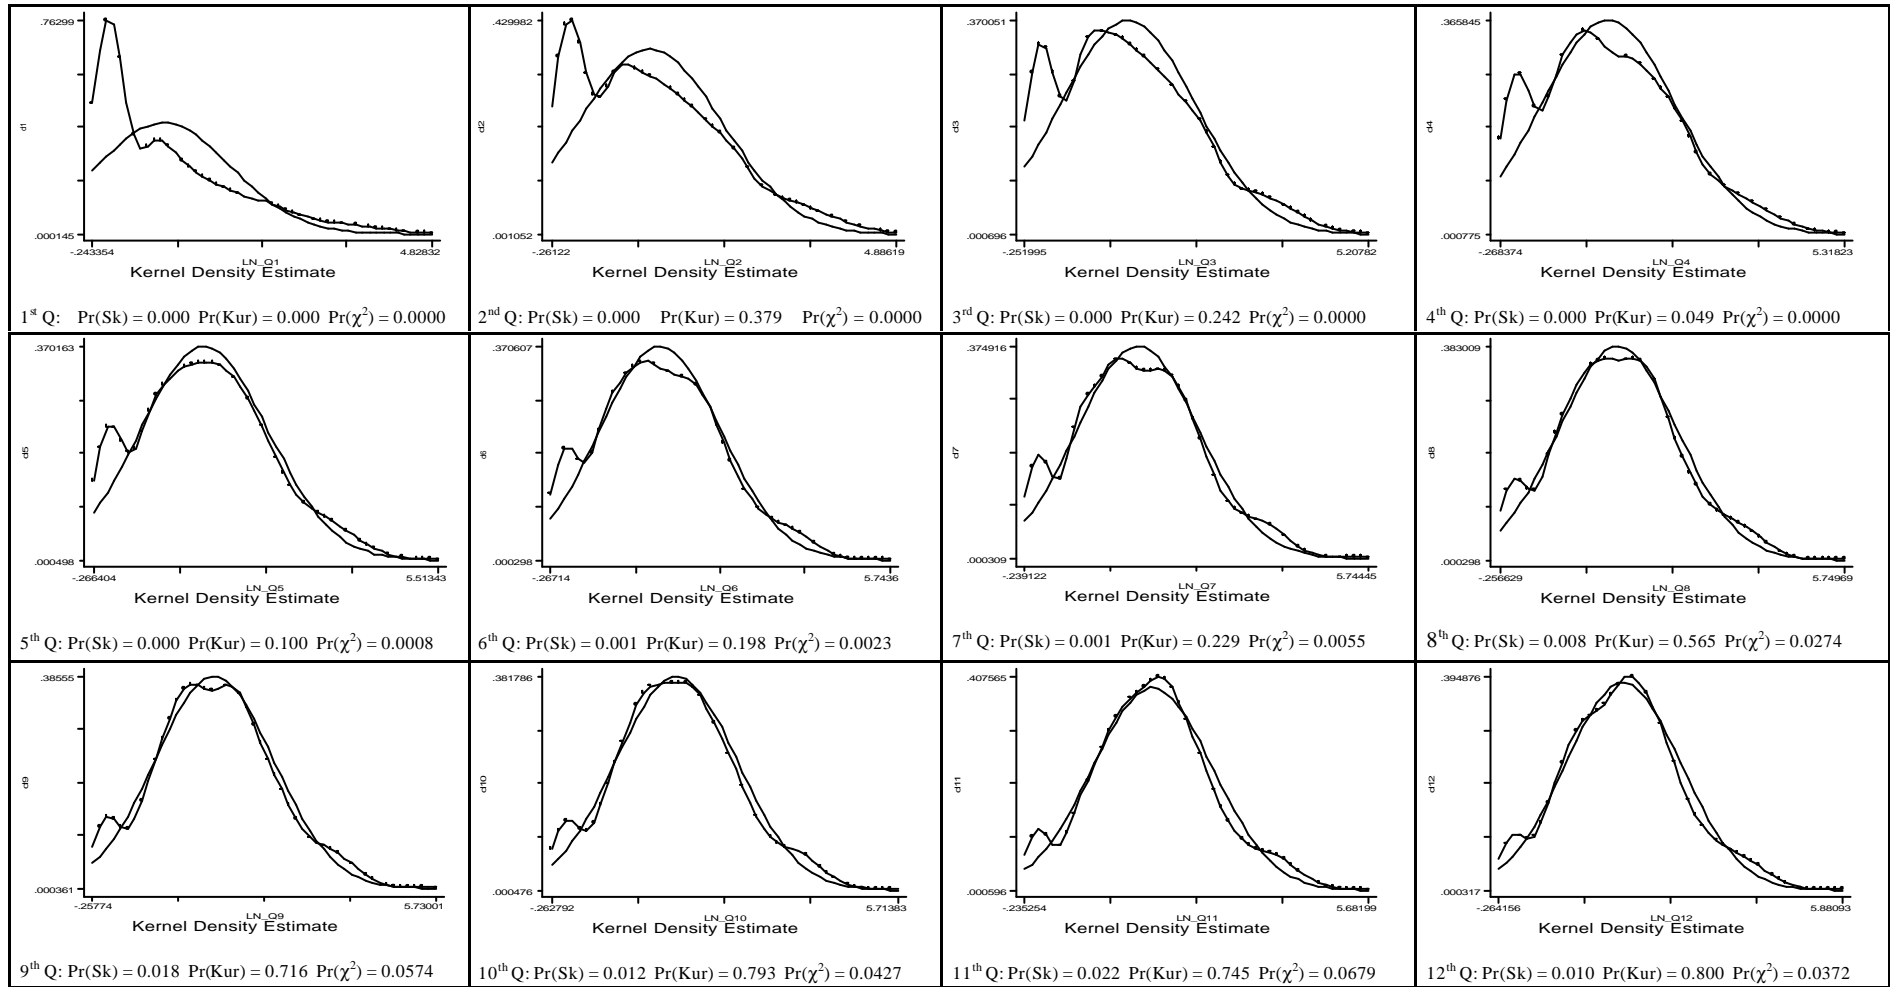 .76299
d1
.000145
-.243354
LN_Q1
4.82832
Kernel Density Estimate
1st Q: Pr(Sk) = 0.000 Pr(Kur) = 0.000 Pr(χ2) = 0.0000
.429982
d2
.001052
-.26122
LN_Q2
4.88619
Kernel Density Estimate
2nd Q: Pr(Sk) = 0.000 Pr(Kur) = 0.379 Pr(χ2) = 0.0000
.370051
d3
.000696
-.251995
LN_Q3
5.20782
Kernel Density Estimate
3rd Q: Pr(Sk) = 0.000 Pr(Kur) = 0.242 Pr(χ2) = 0.0000
.365845
d4
.000775
-.268374
LN_Q4
5.31823
Kernel Density Estimate
4th Q: Pr(Sk) = 0.000 Pr(Kur) = 0.049 Pr(χ2) = 0.0000
.370163
d5
.000498
-.266404
LN_Q5
5.51343
Kernel Density Estimate
5th Q: Pr(Sk) = 0.000 Pr(Kur) = 0.100 Pr(χ2) = 0.0008
.370607
d6
.000298
-.26714
LN_Q6
5.7436
Kernel Density Estimate
6th Q: Pr(Sk) = 0.001 Pr(Kur) = 0.198 Pr(χ2) = 0.0023
.374916
d7
.000309
-.239122
LN_Q7
5.74445
Kernel Density Estimate
7th Q: Pr(Sk) = 0.001 Pr(Kur) = 0.229 Pr(χ2) = 0.0055
.383009
d8
.000298
-.256629
LN_Q8
5.74969
Kernel Density Estimate
8th Q: Pr(Sk) = 0.008 Pr(Kur) = 0.565 Pr(χ2) = 0.0274
.38555
d9
.000361
-.25774
LN_Q9
5.73001
Kernel Density Estimate
9th Q: Pr(Sk) = 0.018 Pr(Kur) = 0.716 Pr(χ2) = 0.0574
.381786
d10
.000476
-.262792
LN_Q10
5.71383
Kernel Density Estimate
10th Q: Pr(Sk) = 0.012 Pr(Kur) = 0.793 Pr(χ2) = 0.0427
.407565
d11
.000596
-.235254
LN_Q11
5.68199
Kernel Density Estimate
11th Q: Pr(Sk) = 0.022 Pr(Kur) = 0.745 Pr(χ2) = 0.0679
.394876
d12
.000317
-.264156
LN_Q12
5.88093
Kernel Density Estimate
12th Q: Pr(Sk) = 0.010 Pr(Kur) = 0.800 Pr(χ2) = 0.0372